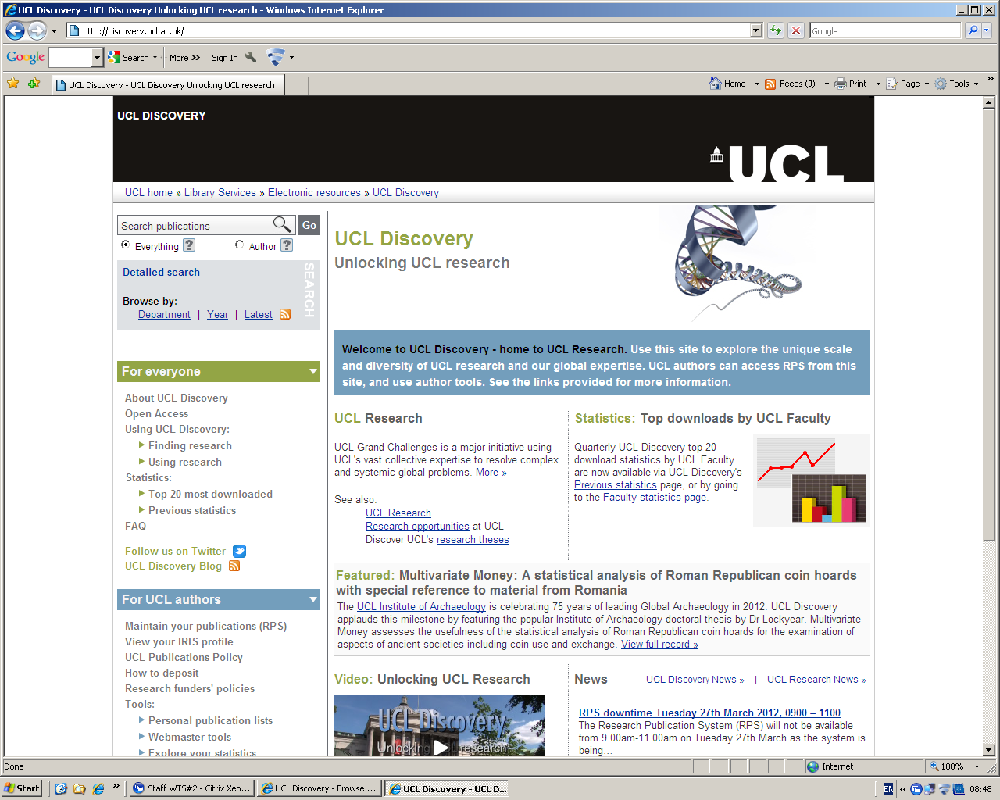 UCL Discovery - UCL Discovery Unlocking UCL research - Windows Internet Explorer
http://discovery.ucl.ac.uk/
Google
Google
Search
More »
Sign In
UCL Discovery - UCL Discovery Unlocking UCL research
Home
Feeds (J)
Print
Page
Tools
»
UCL DISCOVERY
UCL
UCL home » Library Services » Electronic resources » UCL Discovery
Search publications
Go
Everything ?
Author ?
Detailed search
SEARCH
Browse by:
Department | Year | Latest
For everyone
About UCL Discovery
Open Access
Using UCL Discovery:
Finding research
Using research
Statistics:
Top 20 most downloaded
Previous statistics
FAQ
Follow us on Twitter
UCL Discovery Blog
For UCL authors
Maintain your publications (RPS)
View your IRIS profile
UCL Publications Policy
How to deposit
Research funders' policies
Tools:
Personal publication lists
Webmaster tools
Explore your statistics
UCL Discovery
Unlocking UCL research
Welcome to UCL Discovery - home to UCL Research. Use this site to explore the unique scale
and diversity of UCL research and our global expertise. UCL authors can access RPS from this
site, and use author tools. See the links provided for more information.
UCL Research
UCL Grand Challenges is a major initiative using
UCL's vast collective expertise to resolve complex
and systemic global problems. More »
See also:
UCL Research
Research opportunities at UCL
Discover UCL's research theses
Statistics: Top downloads by UCL Faculty
Quarterly UCL Discovery top 20
download statistics by UCL Faculty
are now available via UCL Discovery's
Previous statistics page, or by going
to the Faculty statistics page.
Featured: Multivariate Money: A statistical analysis of Roman Republican coin hoards
with special reference to material from Romania
The UCL Institute of Archaeology is celebrating 75 years of leading Global Archaeology in 2012. UCL Discovery
applauds this milestone by featuring the popular Institute of Archaeology doctoral thesis by Dr Lockyear. Multivariate
Money assesses the usefulness of the statistical analysis of Roman Republican coin hoards for the examination of
aspects of ancient societies including coin use and exchange. View full record »
Video: Unlocking UCL Research
UCL Discovery
Unlocking UCL research
News
UCL Discovery News » | UCL Research News »
RPS downtime Tuesday 27th March 2012, 0900 – 1100
The Research Publication System (RPS) will not be available
from 9.00am-11.00am on Tuesday 27th March as the system is
being...
Done
Internet
100%
Start
»
Staff WTS#2 - Citrix Xen...
UCL Discovery - Browse ...
UCL Discovery - UCL D...
EN
«
08:48